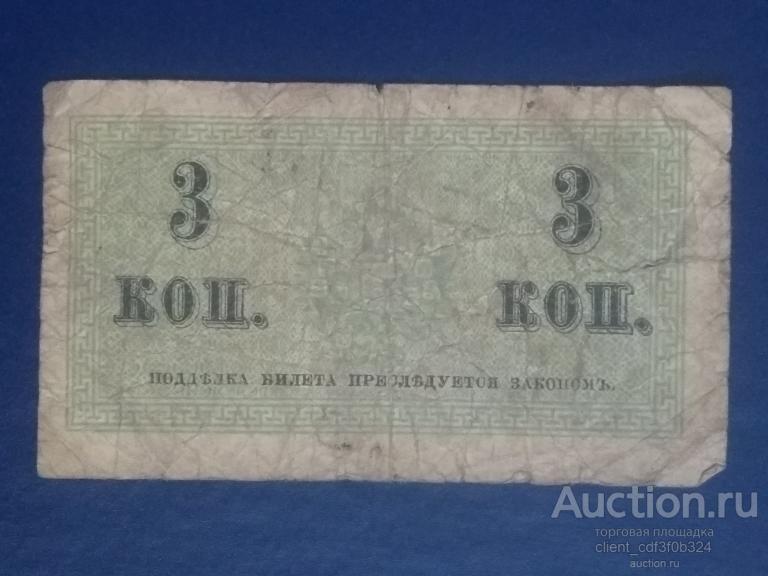 3 3
КОП. КОП.
ПОДДѢЛКА БИЛЕТА ПРЕСЛѢДУЕТСЯ ЗАКОНОМЪ.
Auction.ru
торговая площадка
client_cdf3f0b324
auction.ru